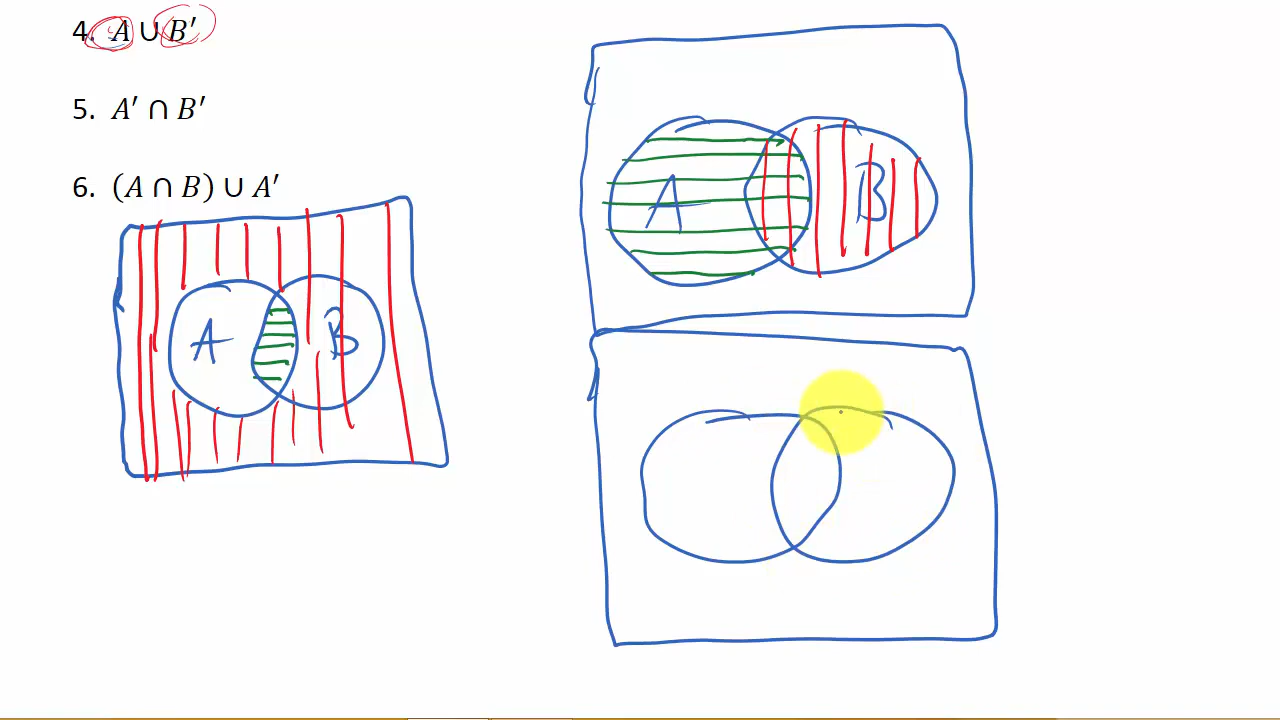 4. A ∪ B′
5. A′ ∩ B′
6. (A ∩ B) ∪ A′
A B
A B